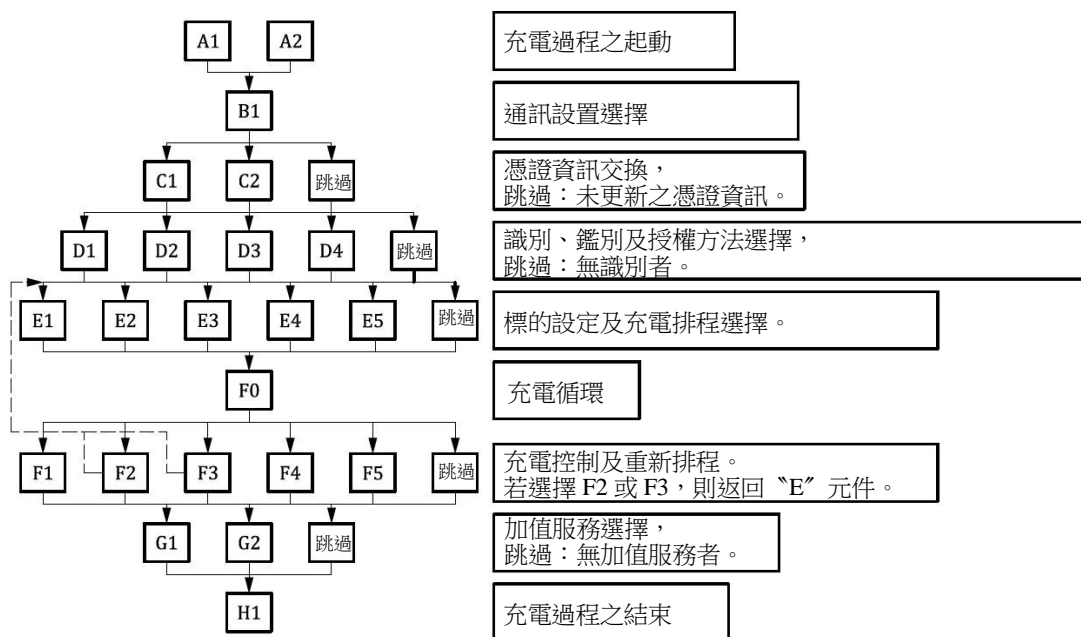 A1 A2 充電過程之起動
B1 通訊設置選擇
C1 C2 跳過 憑證資訊交換，
跳過：未更新之憑證資訊。
D1 D2 D3 D4 跳過 識別、鑑別及授權方法選擇，
跳過：無識別者。
E1 E2 E3 E4 E5 跳過 標的設定及充電排程選擇。
F0 充電循環
F1 F2 F3 F4 F5 跳過 充電控制及重新排程。
若選擇 F2 或 F3，則返回〝E〞元件。
G1 G2 跳過 加值服務選擇，
跳過：無加值服務者。
H1 充電過程之結束